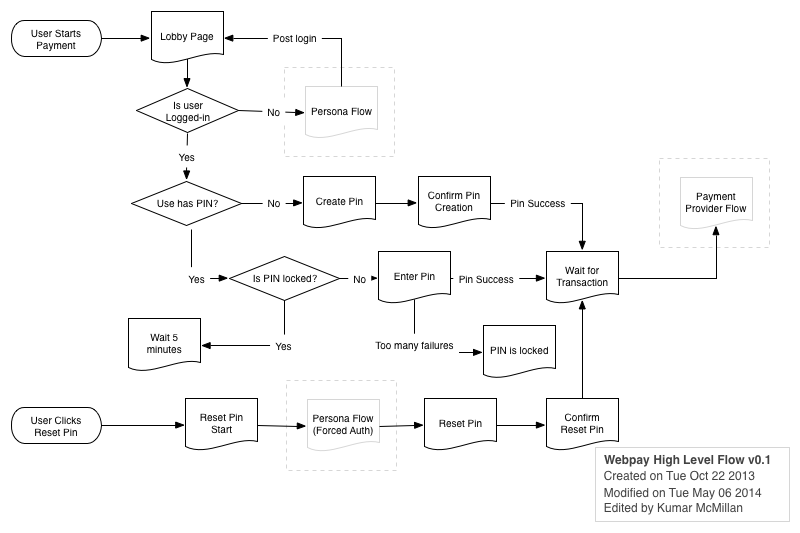 User Starts
Payment
Lobby Page
Post login
Is user
Logged-in
No
Persona Flow
Yes
Use has PIN?
No
Create Pin
Confirm Pin
Creation
Pin Success
Payment
Provider Flow
Yes
Is PIN locked?
No
Enter Pin
Pin Success
Wait for
Transaction
Wait 5
minutes
Yes
Too many failures
PIN is locked
User Clicks
Reset Pin
Reset Pin
Start
Persona Flow
(Forced Auth)
Reset Pin
Confirm
Reset Pin
Webpay High Level Flow v0.1
Created on Tue Oct 22 2013
Modified on Tue May 06 2014
Edited by Kumar McMillan